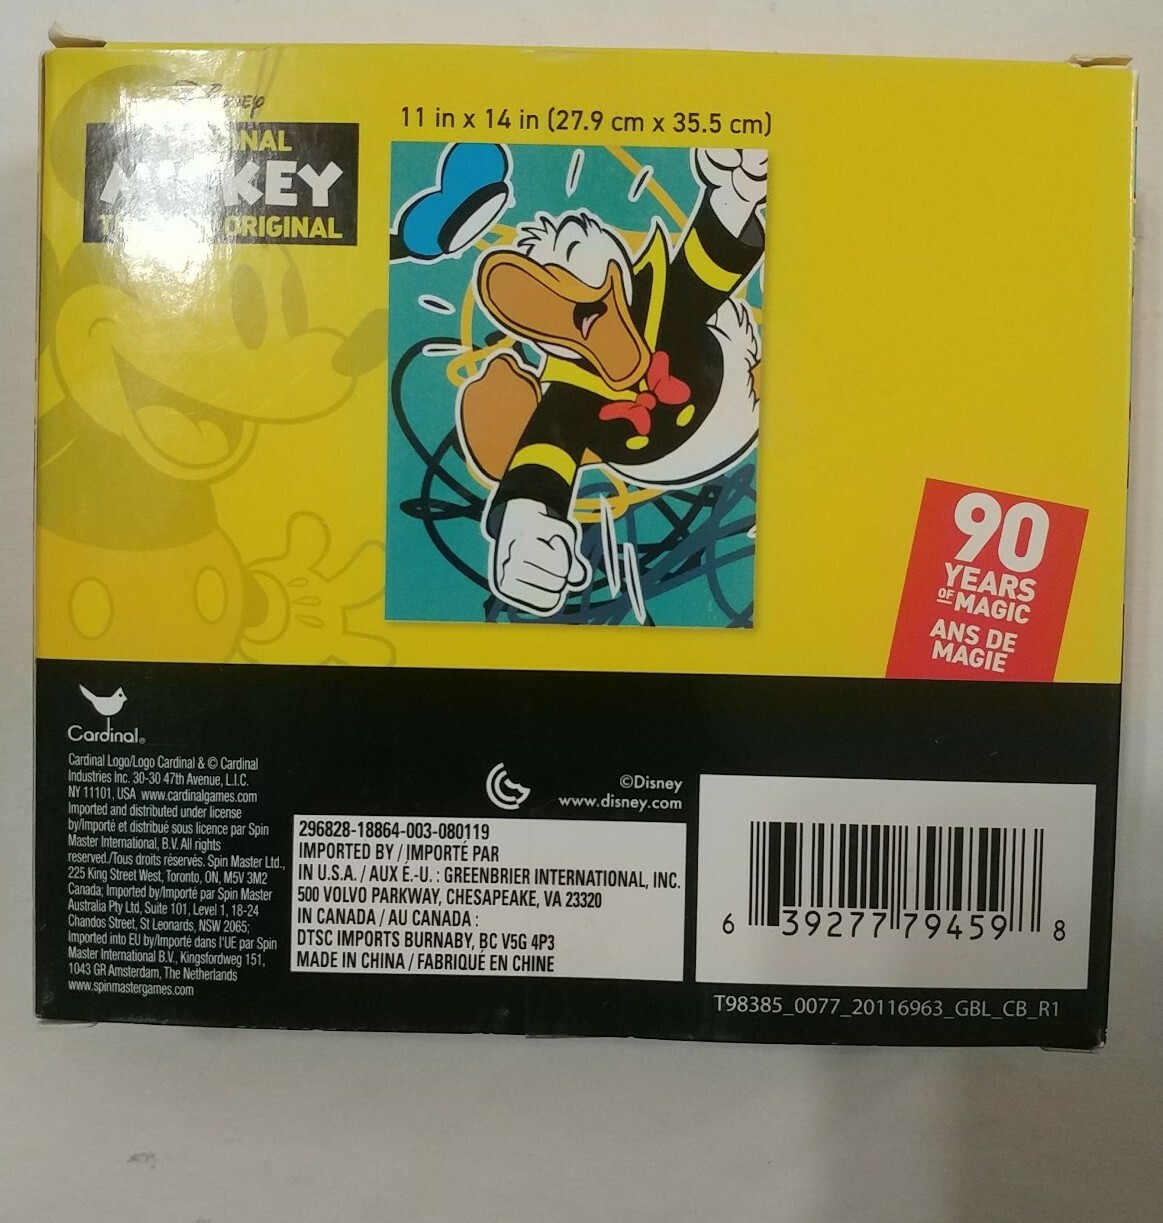 Disney
MICKEY
ORIGINAL
11 in x 14 in (27.9 cm x 35.5 cm)
90
YEARS
OF MAGIC
ANS DE
MAGIE
Cardinal®
Cardinal Logo/Logo Cardinal & © Cardinal
Industries Inc. 30-30 47th Avenue, L.I.C.
NY 11101, USA www.cardinalgames.com
Imported and distributed under license
by/Importé et distribué sous licence par Spin
Master International, B.V. All rights
reserved./Tous droits réservés. Spin Master Ltd.,
225 King Street West, Toronto, ON, M5V 3M2
Canada; Imported by/Importé par Spin Master
Australia Pty Ltd, Suite 101, Level 1, 18-24
Chandos Street, St Leonards, NSW 2065;
Imported into EU by/Importé dans l'UE par Spin
Master International B.V., Kingsfordweg 151,
1043 GR Amsterdam, The Netherlands
www.spinmastergames.com
©Disney
www.disney.com
296828-18864-003-080119
IMPORTED BY / IMPORTÉ PAR
IN U.S.A. / AUX É.-U. : GREENBRIER INTERNATIONAL, INC.
500 VOLVO PARKWAY, CHESAPEAKE, VA 23320
IN CANADA / AU CANADA :
DTSC IMPORTS BURNABY, BC V5G 4P3
MADE IN CHINA / FABRIQUÉ EN CHINE
6 39277 79459 8
T98385_0077_20116963_GBL_CB_R1